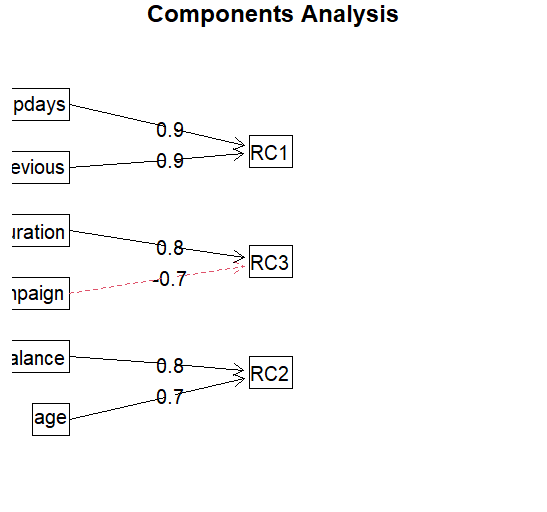 Components Analysis
pdays
0.9
RC1
evious
0.9
uration
0.8
RC3
npaign
-0.7
alance
0.8
RC2
age
0.7